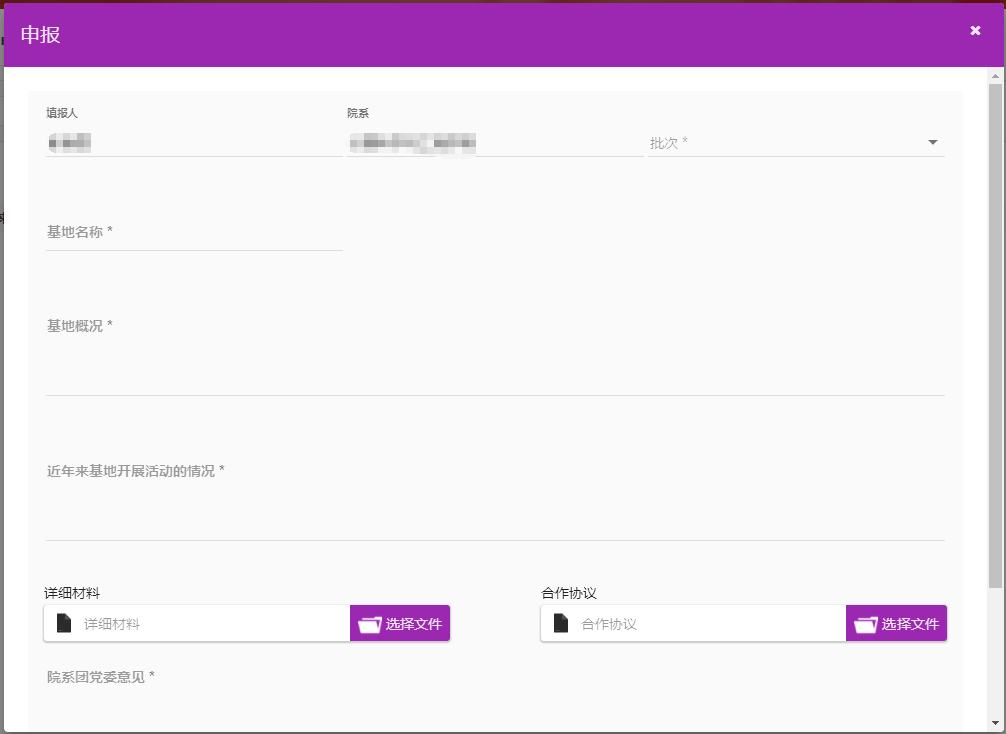 申报
填报人
院系
批次 *
基地名称 *
基地概况 *
近年来基地开展活动的情况 *
详细材料
合作协议
详细材料
选择文件
合作协议
选择文件
院系团党委意见 *